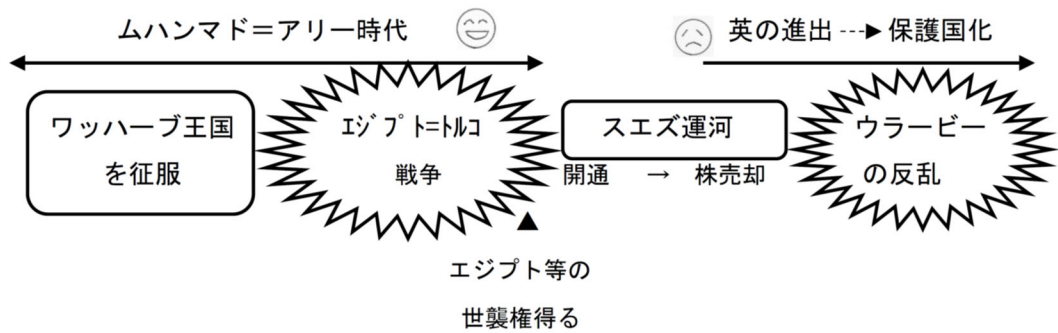 ムハンマド=アリー時代
英の進出 ---▶ 保護国化
ワッハーブ王国
を征服
ｴｼﾞﾌﾟﾄ=ﾄﾙｺ
戦争
スエズ運河
開通 → 株売却
ウラービー
の反乱
▲
エジプト等の
世襲権得る